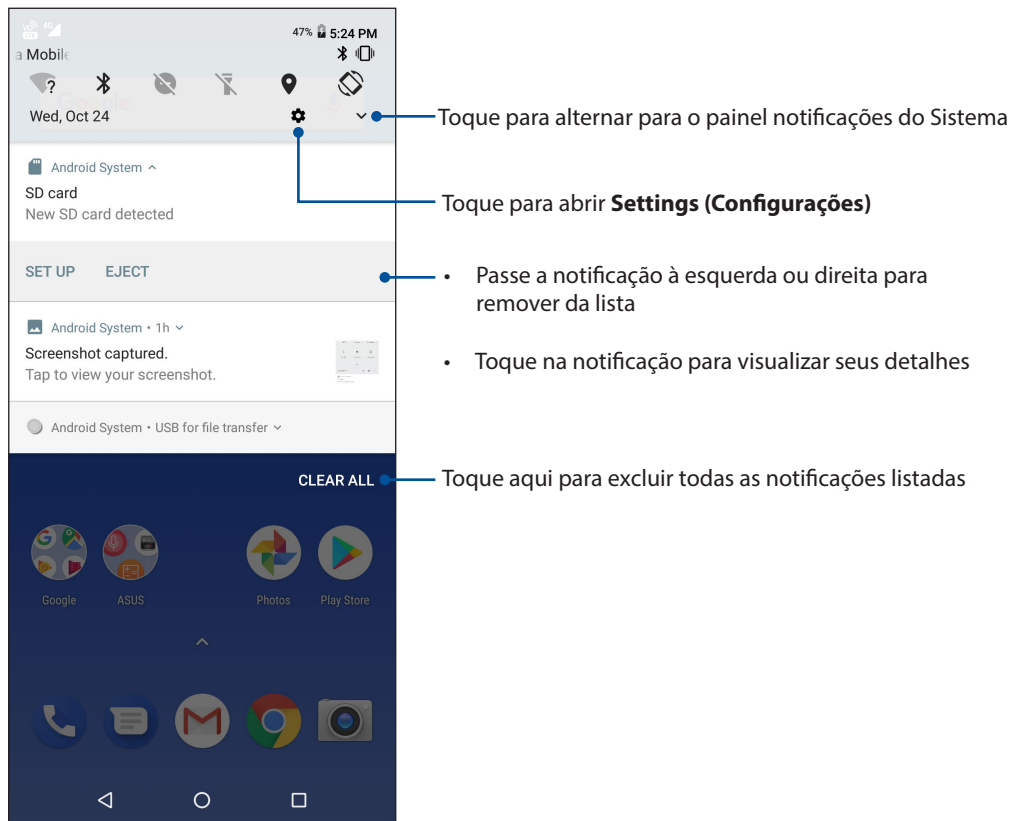 VO)) LTE 4G 47% 5:24 PM
a Mobile
Google
Wed, Oct 24
Toque para alternar para o painel notificações do Sistema
Android System
SD card
New SD card detected
Toque para abrir Settings (Configurações)
SET UP EJECT
• Passe a notificação à esquerda ou direita para
remover da lista
Android System • 1h
Screenshot captured.
Tap to view your screenshot.
• Toque na notificação para visualizar seus detalhes
Android System • USB for file transfer
CLEAR ALL
Toque aqui para excluir todas as notificações listadas
Google ASUS Photos Play Store